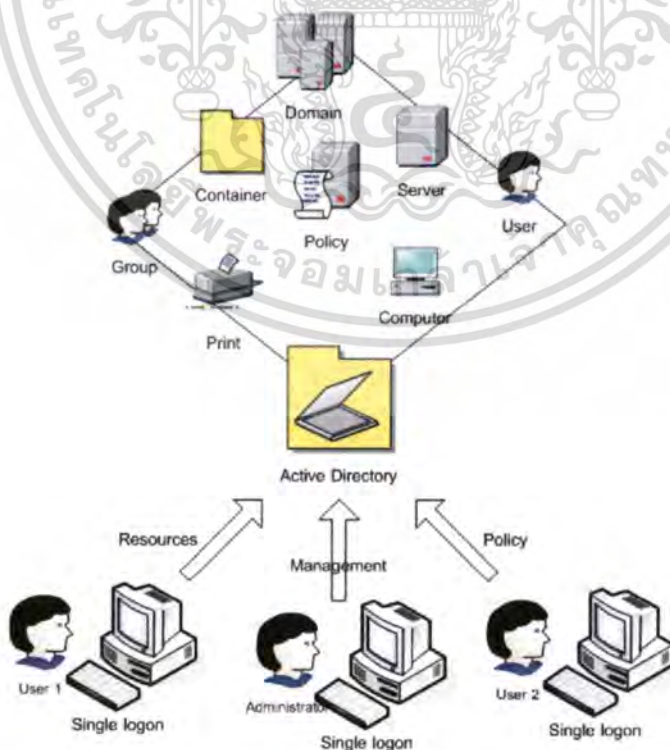 Domain
Container
Server
Policy
User
Group
Computer
Print
Active Directory
Resources
Management
Policy
User 1
Administrator
User 2
Single logon
Single logon
Single logon